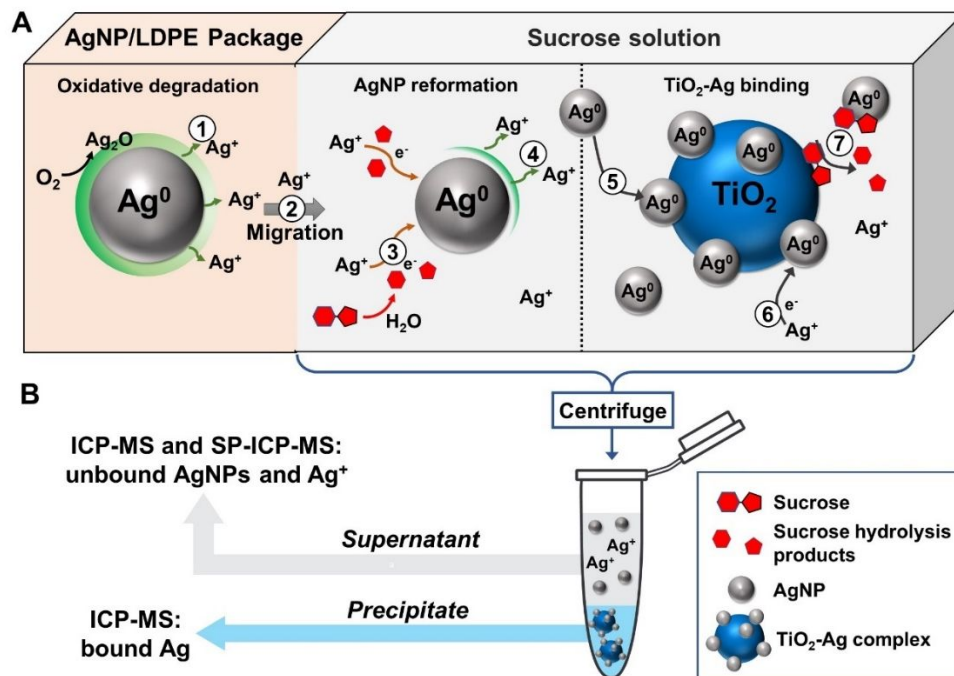 A
AgNP/LDPE Package
Sucrose solution
Oxidative degradation
AgNP reformation
TiO₂-Ag binding
Ag₂O
O₂
1
Ag⁺
Ag⁰
Ag⁺
Ag⁺
Ag⁺
2
Migration
Ag⁺
e⁻
Ag⁰
Ag⁺
4
Ag⁺
Ag⁺
3
e⁻
H₂O
Ag⁺
Ag⁰
5
Ag⁰
Ag⁰
Ag⁰
TiO₂
Ag⁰
Ag⁰
Ag⁰
Ag⁰
7
Ag⁺
6
e⁻
Ag⁺
Ag⁰
B
Centrifuge
ICP-MS and SP-ICP-MS:
unbound AgNPs and Ag⁺
Supernatant
Ag⁺
Ag⁺
Precipitate
ICP-MS:
bound Ag
Sucrose
Sucrose hydrolysis
products
AgNP
TiO₂-Ag complex